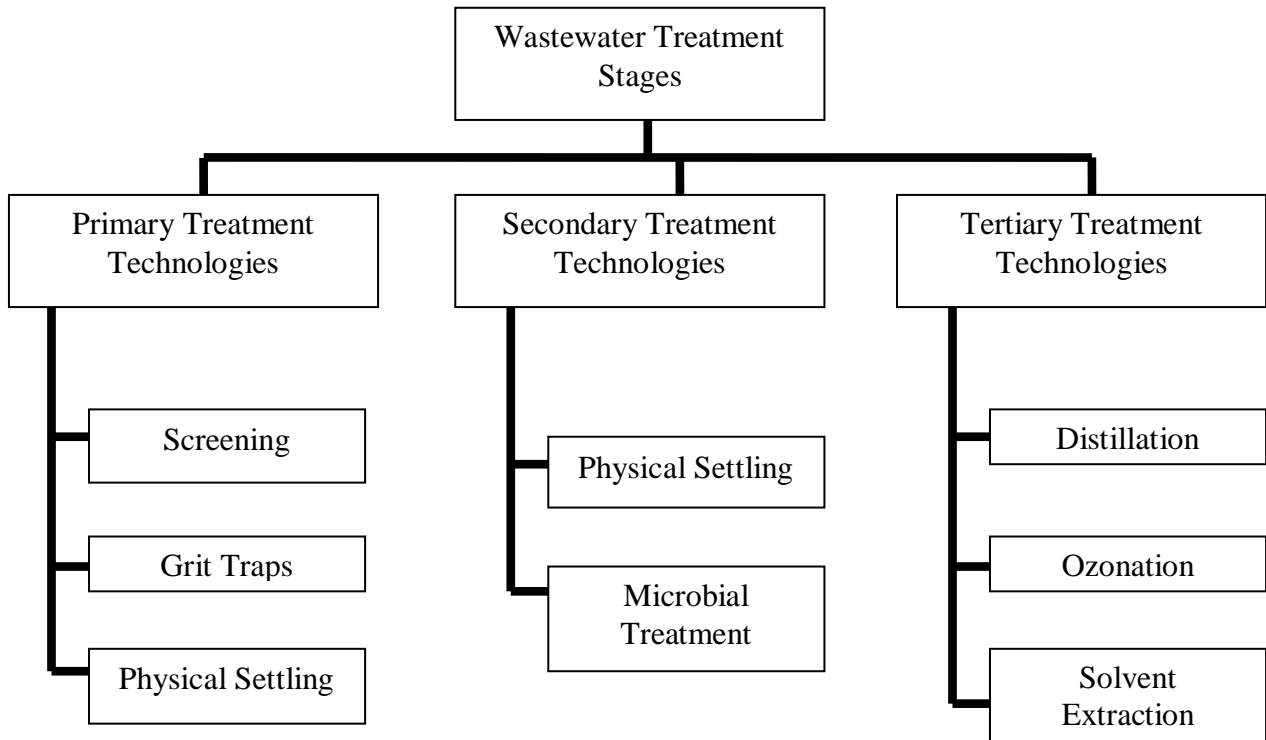 Wastewater Treatment
Stages
Primary Treatment
Technologies
Secondary Treatment
Technologies
Tertiary Treatment
Technologies
Screening
Grit Traps
Physical Settling
Physical Settling
Microbial
Treatment
Distillation
Ozonation
Solvent
Extraction